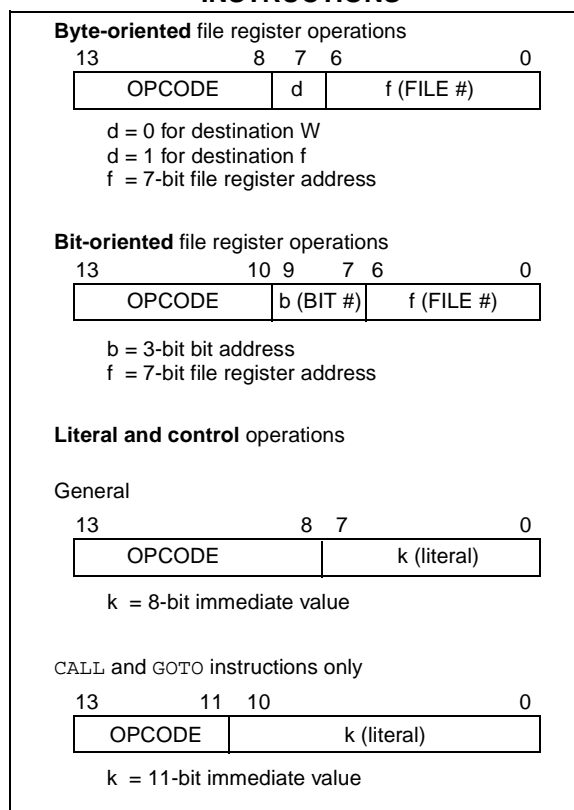 INSTRUCTIONS
Byte-oriented file register operations
13 8 7 6 0
OPCODE d f (FILE #)
d = 0 for destination W
d = 1 for destination f
f = 7-bit file register address
Bit-oriented file register operations
13 10 9 7 6 0
OPCODE b (BIT #) f (FILE #)
b = 3-bit bit address
f = 7-bit file register address
Literal and control operations
General
13 8 7 0
OPCODE k (literal)
k = 8-bit immediate value
CALL and GOTO instructions only
13 11 10 0
OPCODE k (literal)
k = 11-bit immediate value